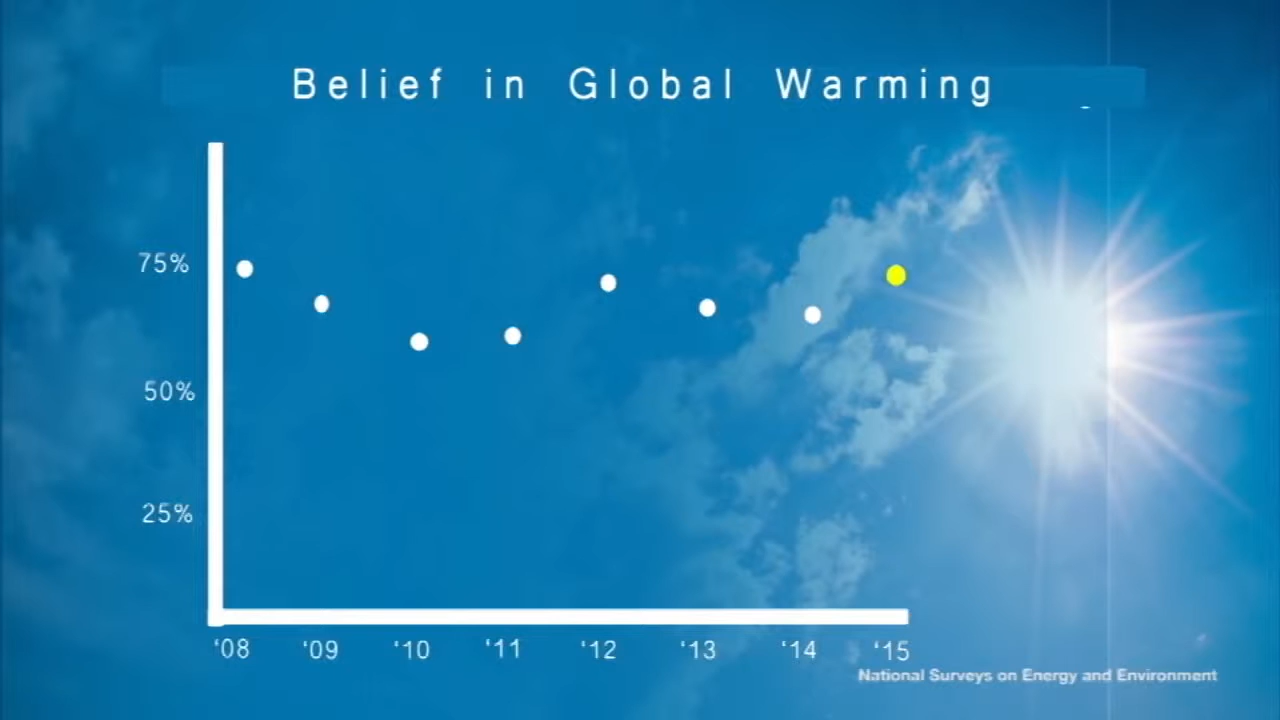 Belief in Global Warming
75%
50%
25%
‘08 ‘09 ‘10 ‘11 ‘12 ‘13 ‘14 ‘15
National Surveys on Energy and Environment